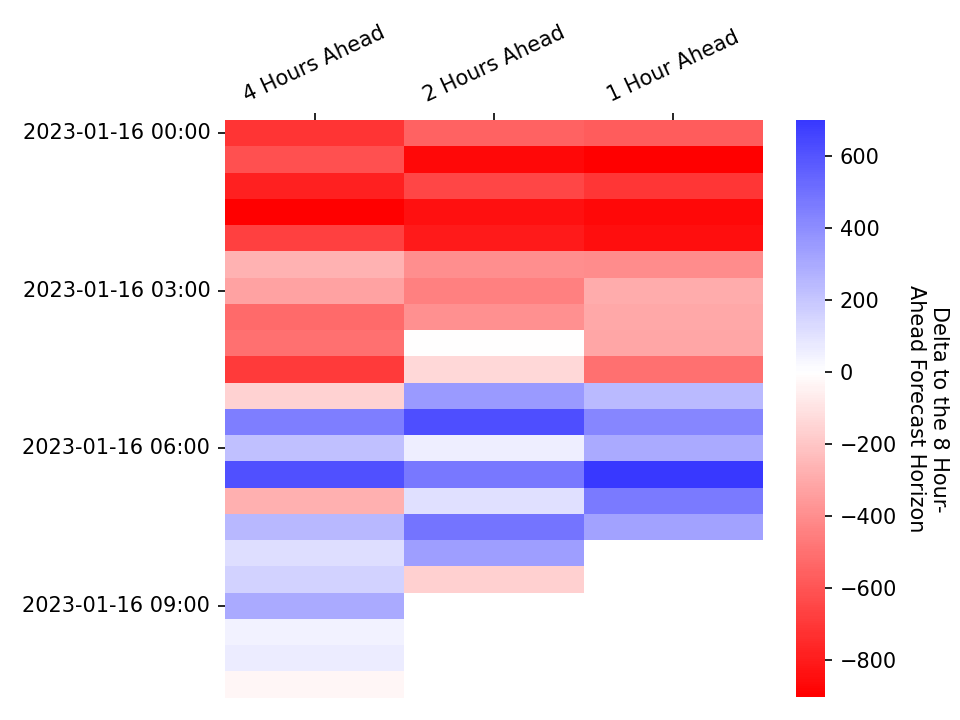 4 Hours Ahead
2 Hours Ahead
1 Hour Ahead
2023-01-16 00:00
2023-01-16 03:00
2023-01-16 06:00
2023-01-16 09:00
600
400
200
0
−200
−400
−600
−800
Delta to the 8 Hour-
Ahead Forecast Horizon